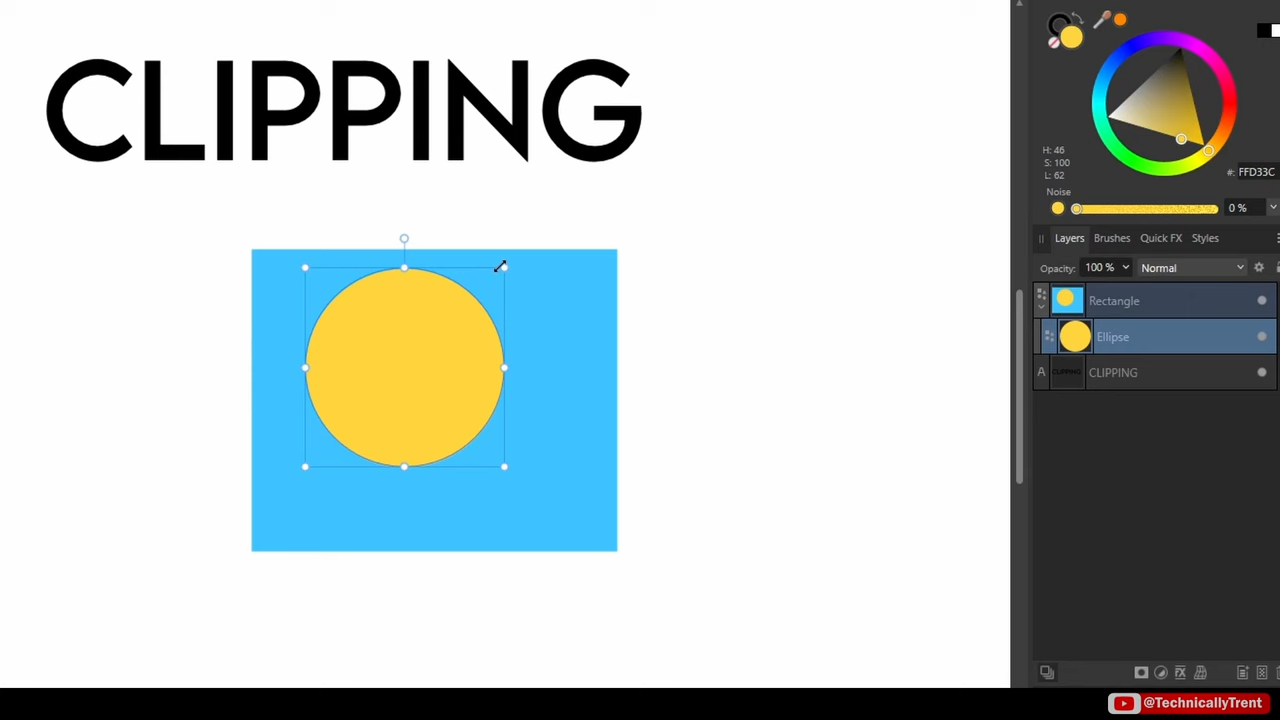 CLIPPING
H: 46
S: 100
L: 62
#: FFD33C
Noise
0 %
Layers Brushes Quick FX Styles
Opacity: 100 % Normal
Rectangle
Ellipse
A CLIPPING CLIPPING
@TechnicallyTrent